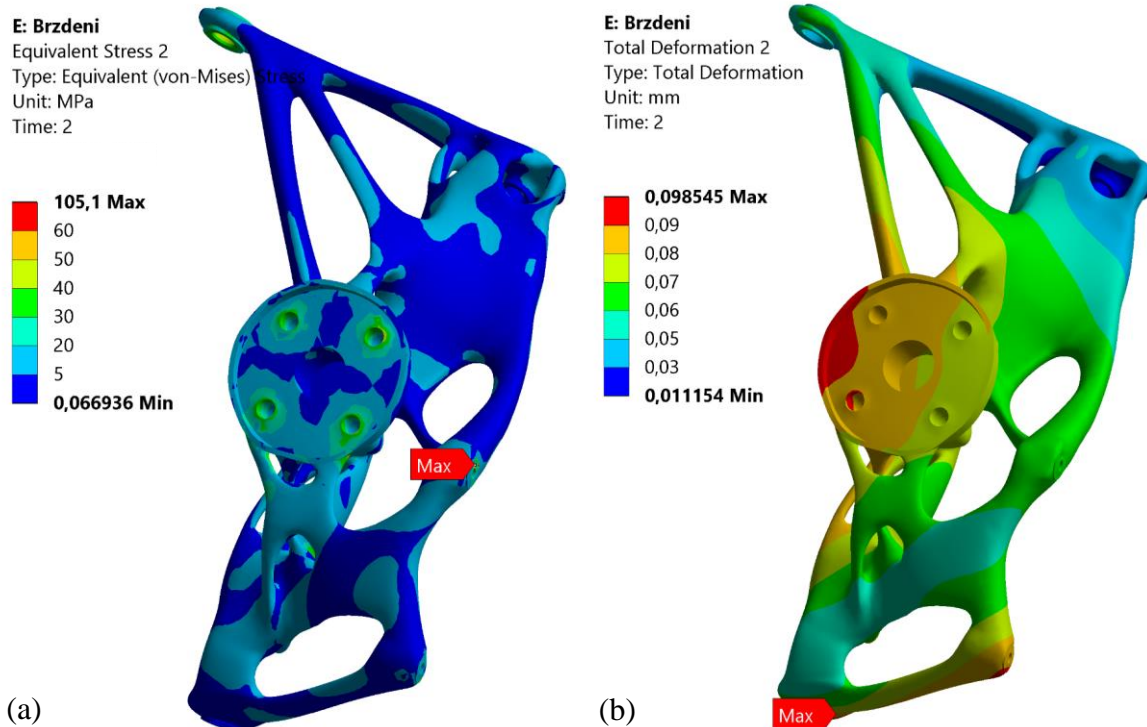 E: Brzdeni
Equivalent Stress 2
Type: Equivalent (von-Mises) Stress
Unit: MPa
Time: 2
105,1 Max
60
50
40
30
20
5
0,066936 Min
Max
(a)
E: Brzdeni
Total Deformation 2
Type: Total Deformation
Unit: mm
Time: 2
0,098545 Max
0,09
0,08
0,07
0,06
0,05
0,03
0,011154 Min
Max
(b)